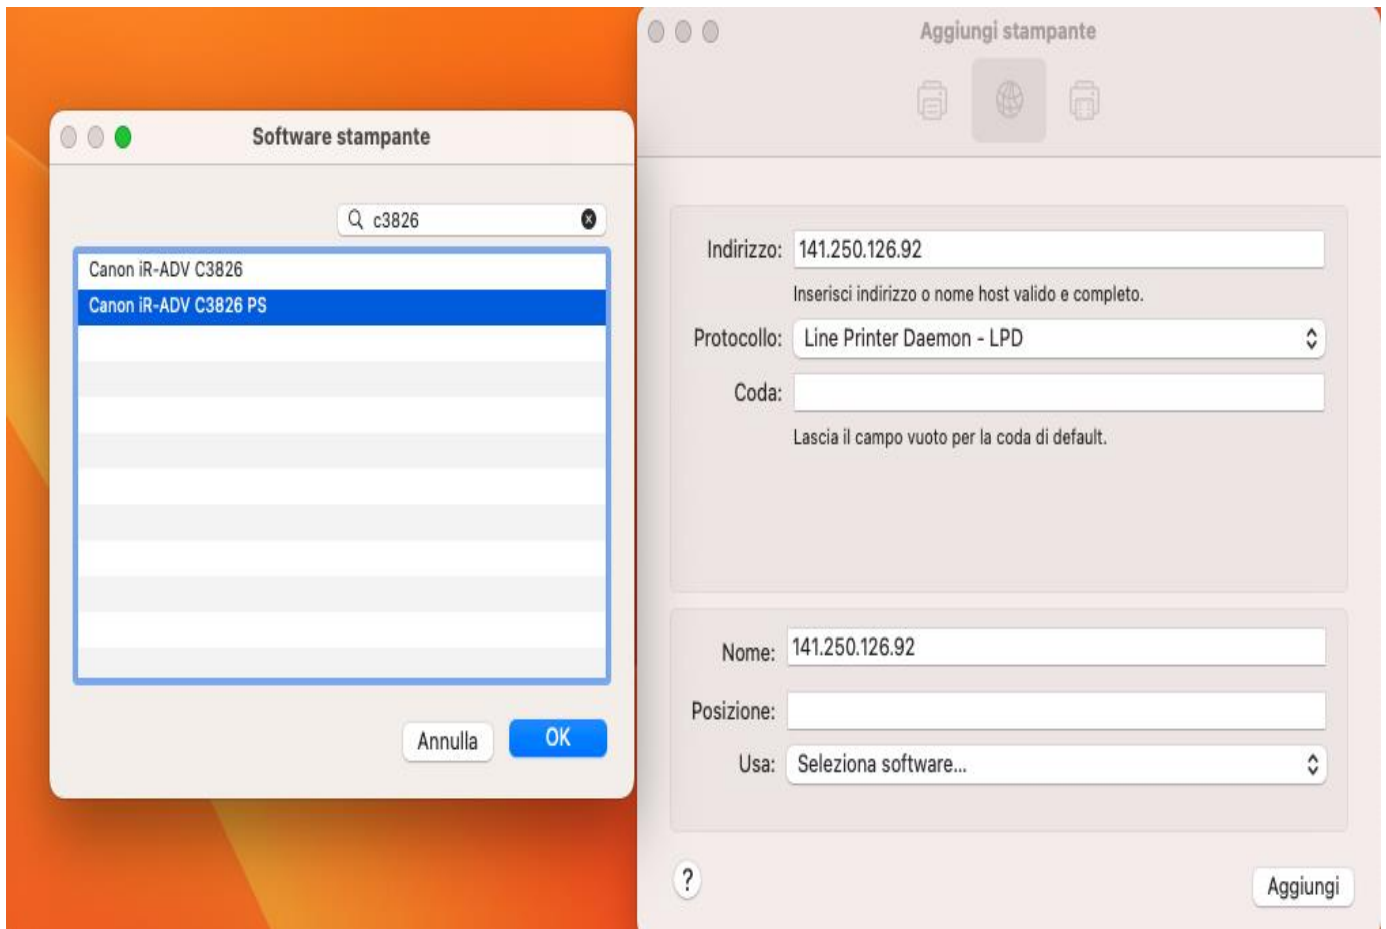 Software stampante
c3826
Canon iR-ADV C3826
Canon iR-ADV C3826 PS
Annulla
OK
Aggiungi stampante
Indirizzo: 141.250.126.92
Inserisci indirizzo o nome host valido e completo.
Protocollo: Line Printer Daemon - LPD
Coda:
Lascia il campo vuoto per la coda di default.
Nome: 141.250.126.92
Posizione:
Usa: Seleziona software...
?
Aggiungi